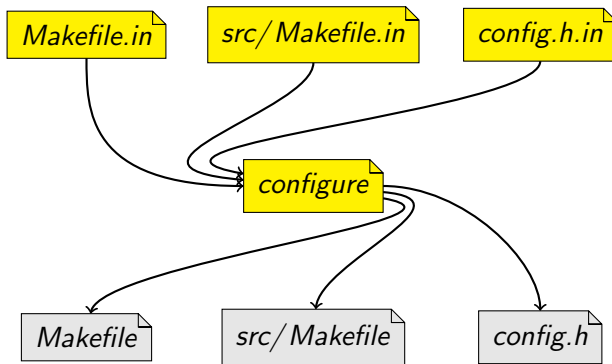 Makefile.in
src/Makefile.in
config.h.in
configure
Makefile
src/Makefile
config.h